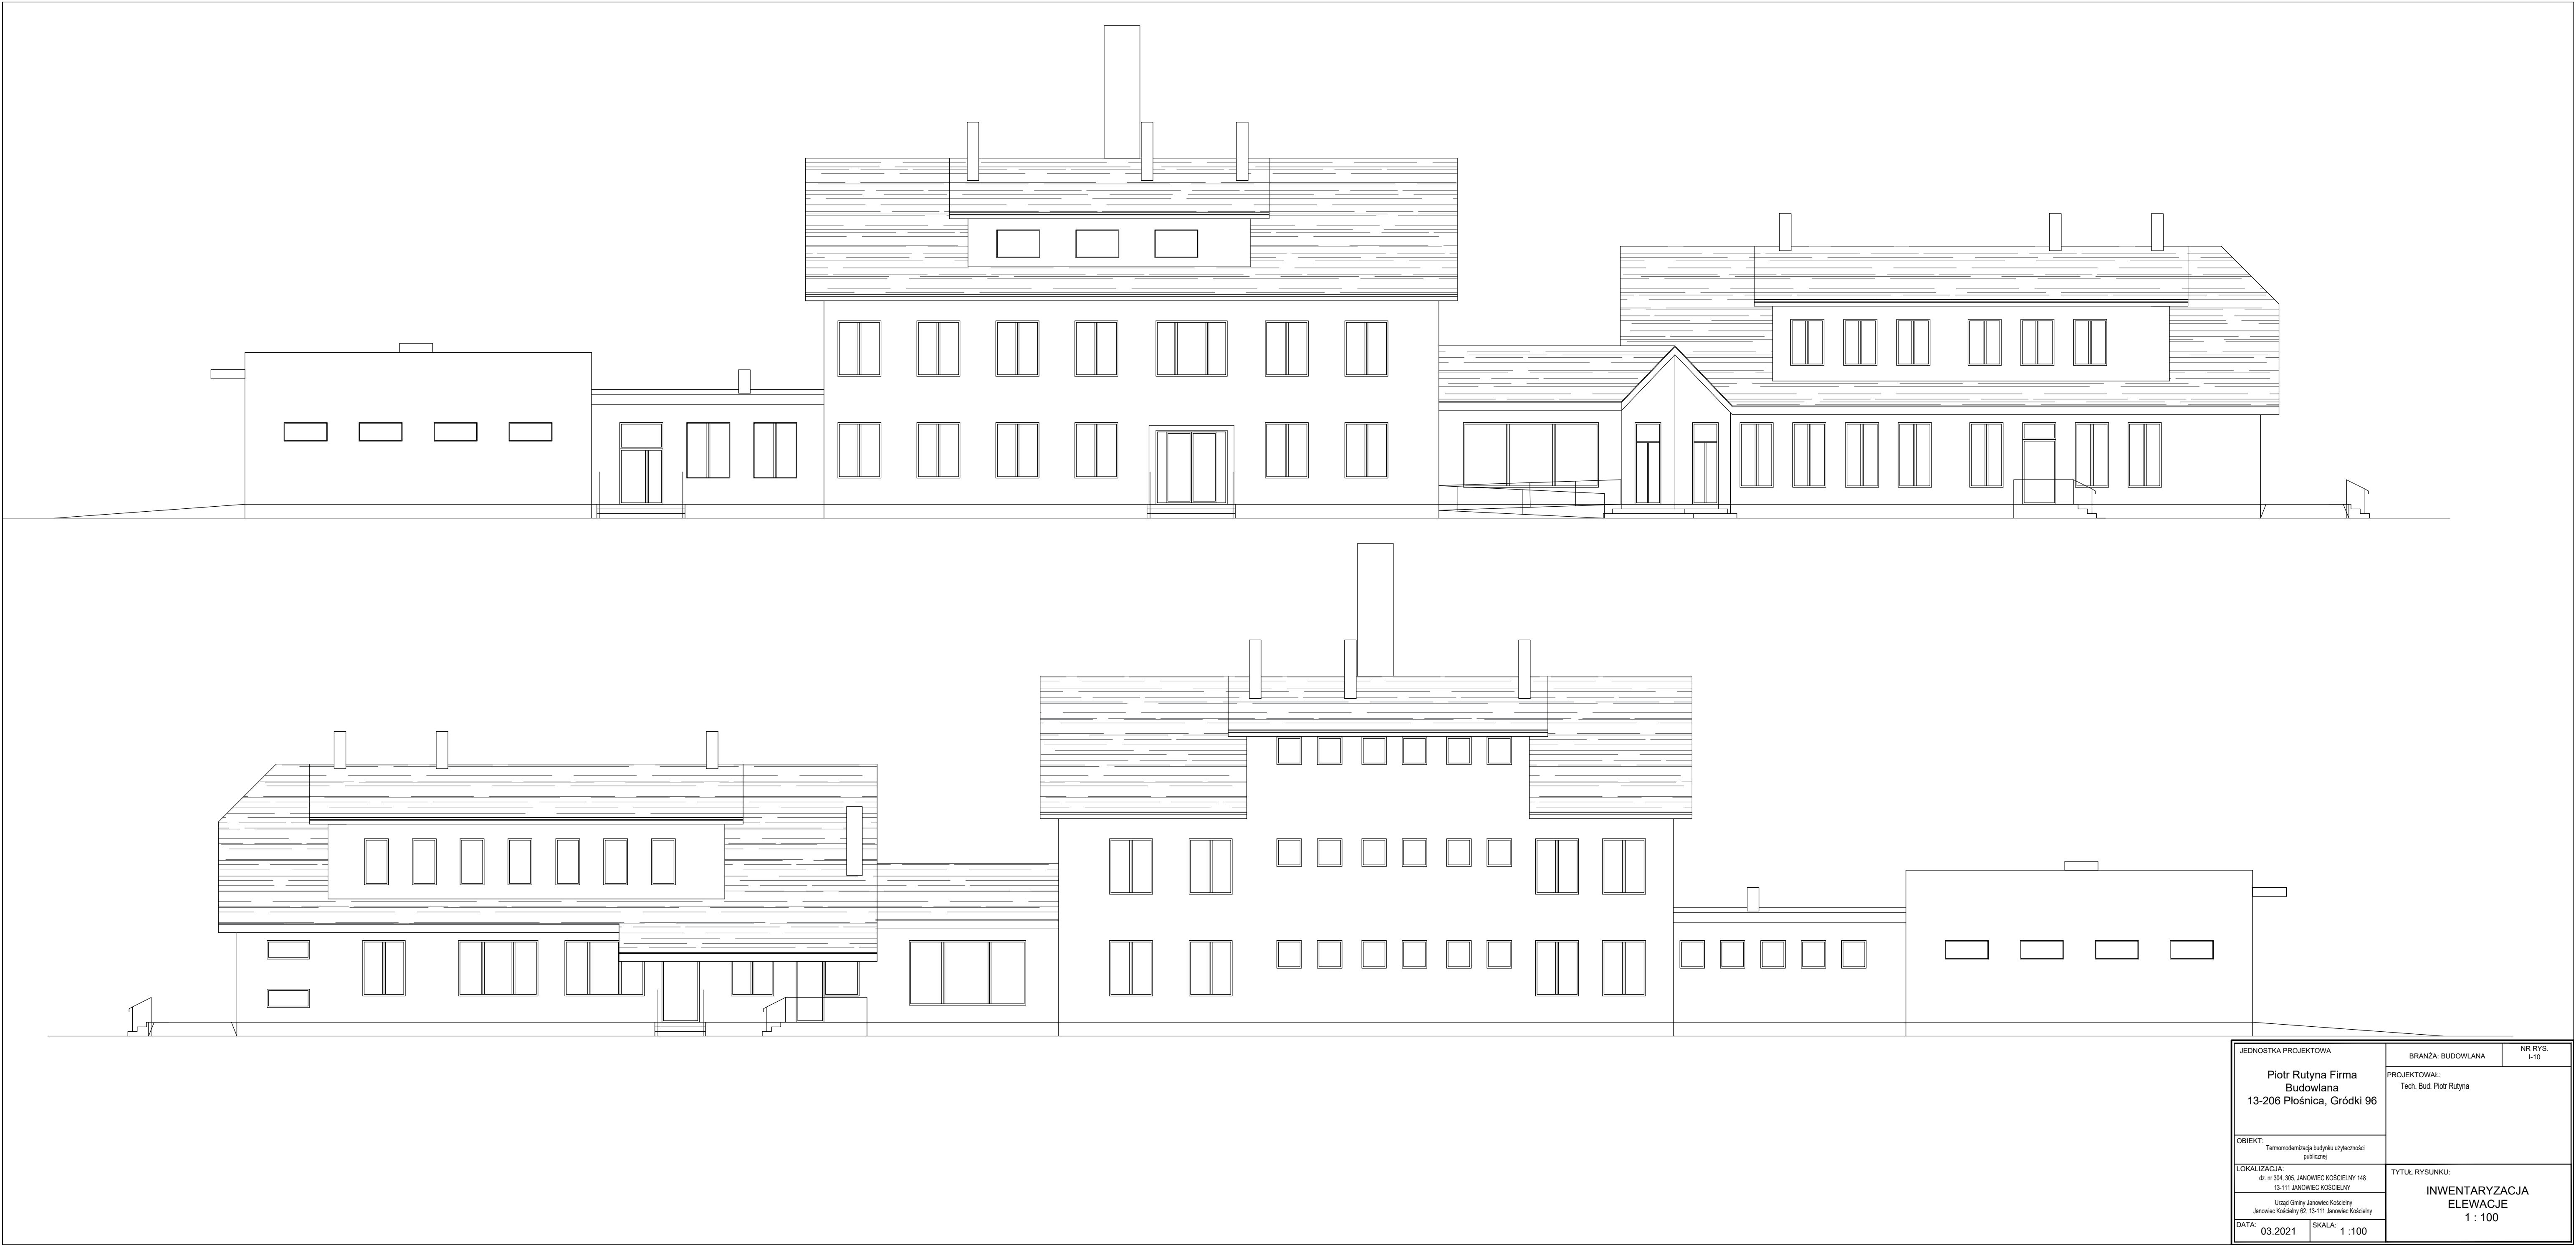 JEDNOSTKA PROJEKTOWA
Piotr Rutyna Firma
Budowlana
13-206 Płośnica, Gródki 96
BRANŻA: BUDOWLANA
NR RYS.
I-10
PROJEKTOWAŁ:
Tech. Bud. Piotr Rutyna
OBIEKT:
Termomodernizacja budynku użyteczności
publicznej
LOKALIZACJA:
dz. nr 304, 305, JANOWIEC KOŚCIELNY 148
13-111 JANOWIEC KOŚCIELNY
Urząd Gminy Janowiec Kościelny
Janowiec Kościelny 62, 13-111 Janowiec Kościelny
DATA: 03.2021
SKALA: 1 :100
TYTUŁ RYSUNKU:
INWENTARYZACJA
ELEWACJE
1 : 100